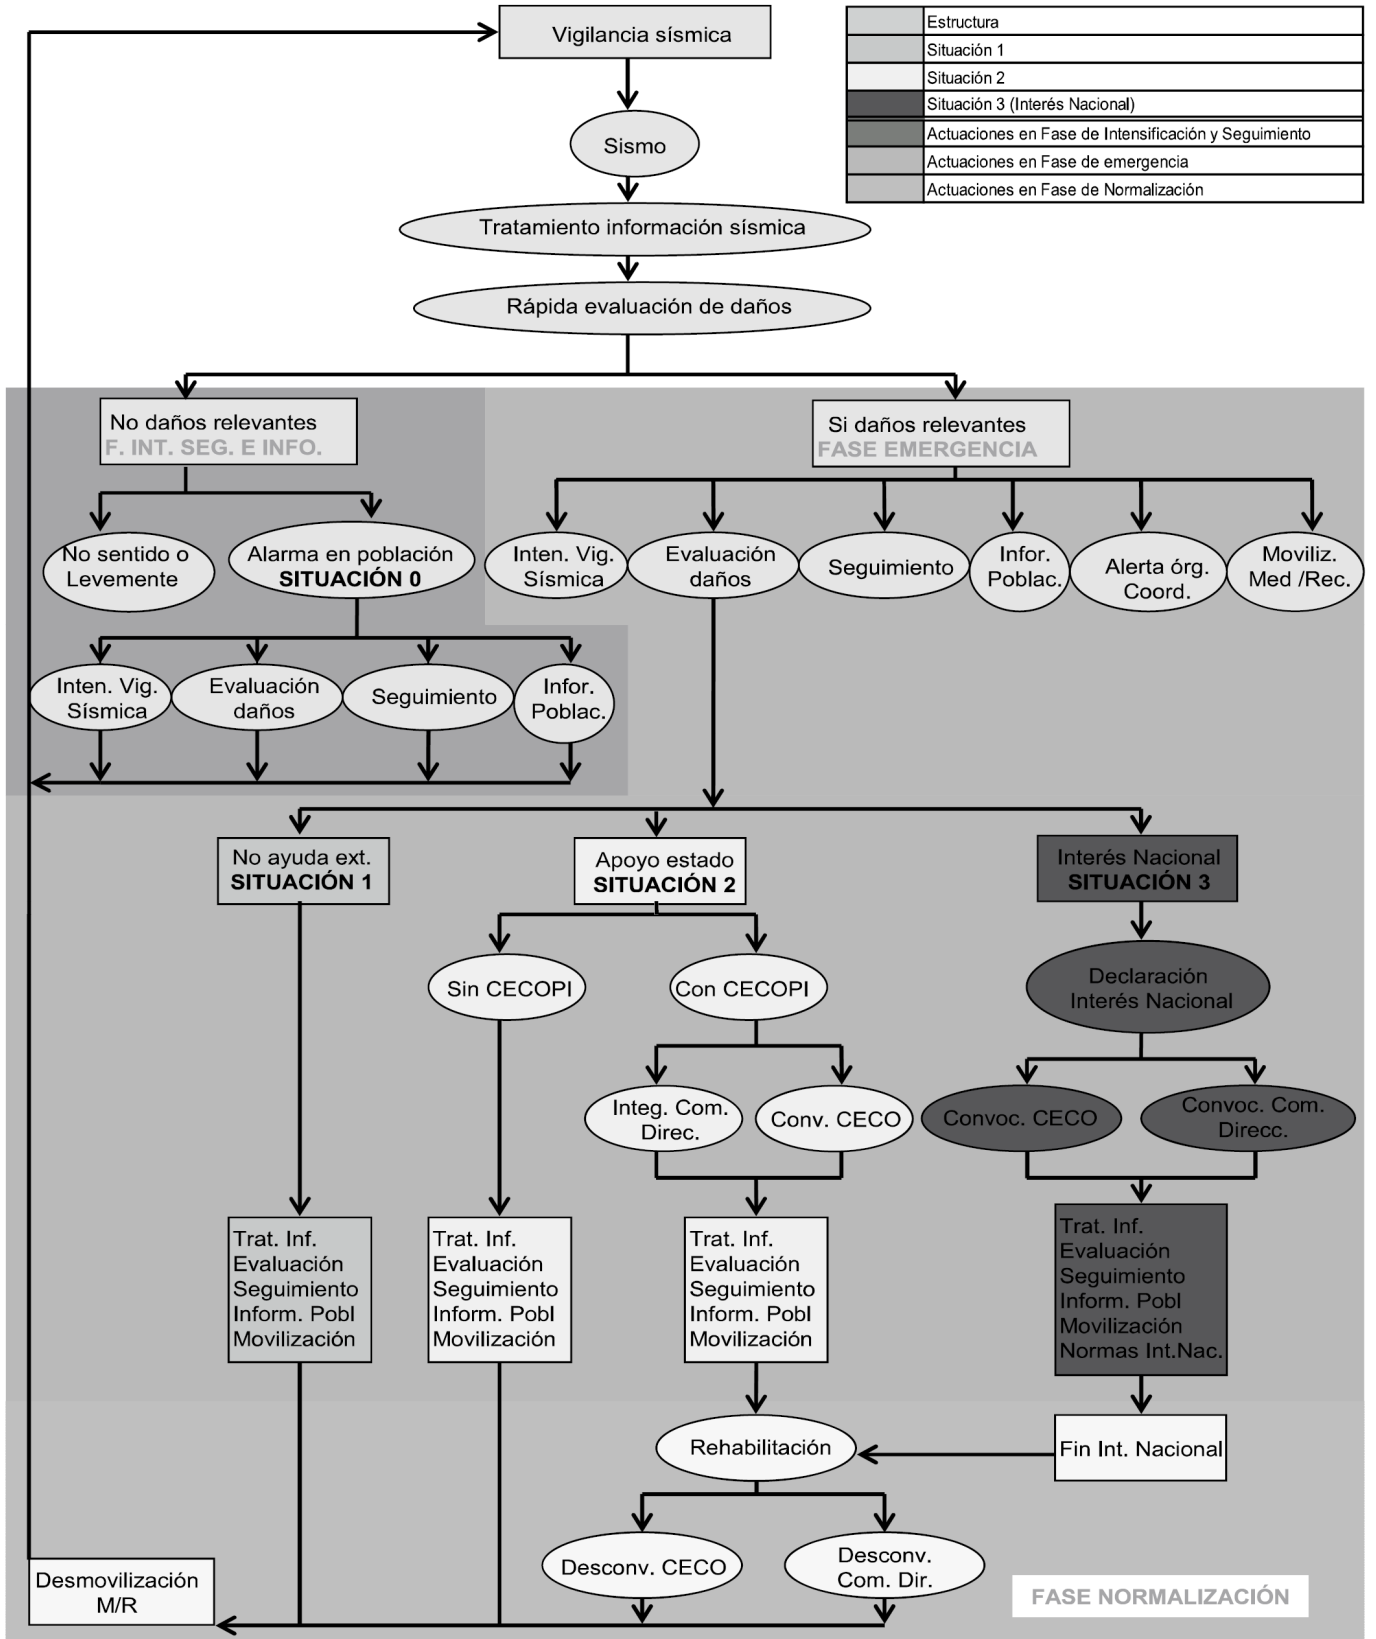 Vigilancia sísmica
Estructura
Situación 1
Situación 2
Situación 3 (Interés Nacional)
Actuaciones en Fase de Intensificación y Seguimiento
Actuaciones en Fase de emergencia
Actuaciones en Fase de Normalización
Sismo
Tratamiento información sísmica
Rápida evaluación de daños
No daños relevantes
F. INT. SEG. E INFO.
Si daños relevantes
FASE EMERGENCIA
No sentido o
Levemente
Alarma en población
SITUACIÓN 0
Inten. Vig.
Sísmica
Evaluación
daños
Seguimiento
Infor.
Poblac.
Alerta órg.
Coord.
Moviliz.
Med /Rec.
Inten. Vig.
Sísmica
Evaluación
daños
Seguimiento
Infor.
Poblac.
No ayuda ext.
SITUACIÓN 1
Apoyo estado
SITUACIÓN 2
Interés Nacional
SITUACIÓN 3
Sin CECOPI
Con CECOPI
Declaración
Interés Nacional
Integ. Com.
Direc.
Conv. CECO
Convoc. CECO
Convoc. Com.
Direcc.
Trat. Inf.
Evaluación
Seguimiento
Inform. Pobl
Movilización
Trat. Inf.
Evaluación
Seguimiento
Inform. Pobl
Movilización
Trat. Inf.
Evaluación
Seguimiento
Inform. Pobl
Movilización
Trat. Inf.
Evaluación
Seguimiento
Inform. Pobl
Movilización
Normas Int.Nac.
Rehabilitación
Fin Int. Nacional
Desconv. CECO
Desconv.
Com. Dir.
Desmovilización
M/R
FASE NORMALIZACIÓN